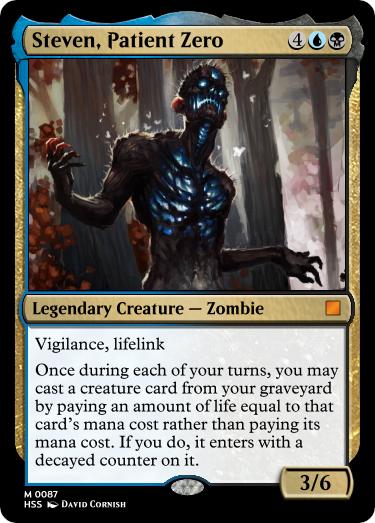 Steven, Patient Zero 4
Legendary Creature — Zombie
Vigilance, lifelink
Once during each of your turns, you may
cast a creature card from your graveyard
by paying an amount of life equal to that
card's mana cost rather than paying its
mana cost. If you do, it enters with a
decayed counter on it.
3/6
M 0087
HSS David Cornish